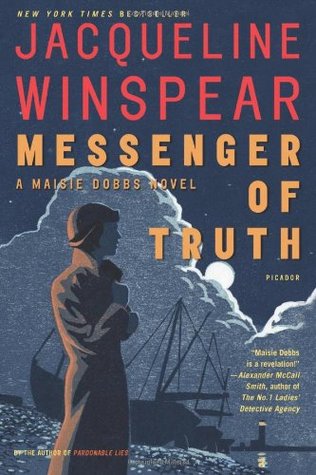 NEW YORK TIMES BESTSELLER
JACQUELINE
WINSPEAR
MESSENGER
A MAISIE DOBBS NOVEL
OF
TRUTH
PICADOR
"Maisie Dobbs
is a revelation!"
—Alexander McCall
Smith, author of
The No.1 Ladies'
Detective Agency
BY THE AUTHOR OF PARDONABLE LIES